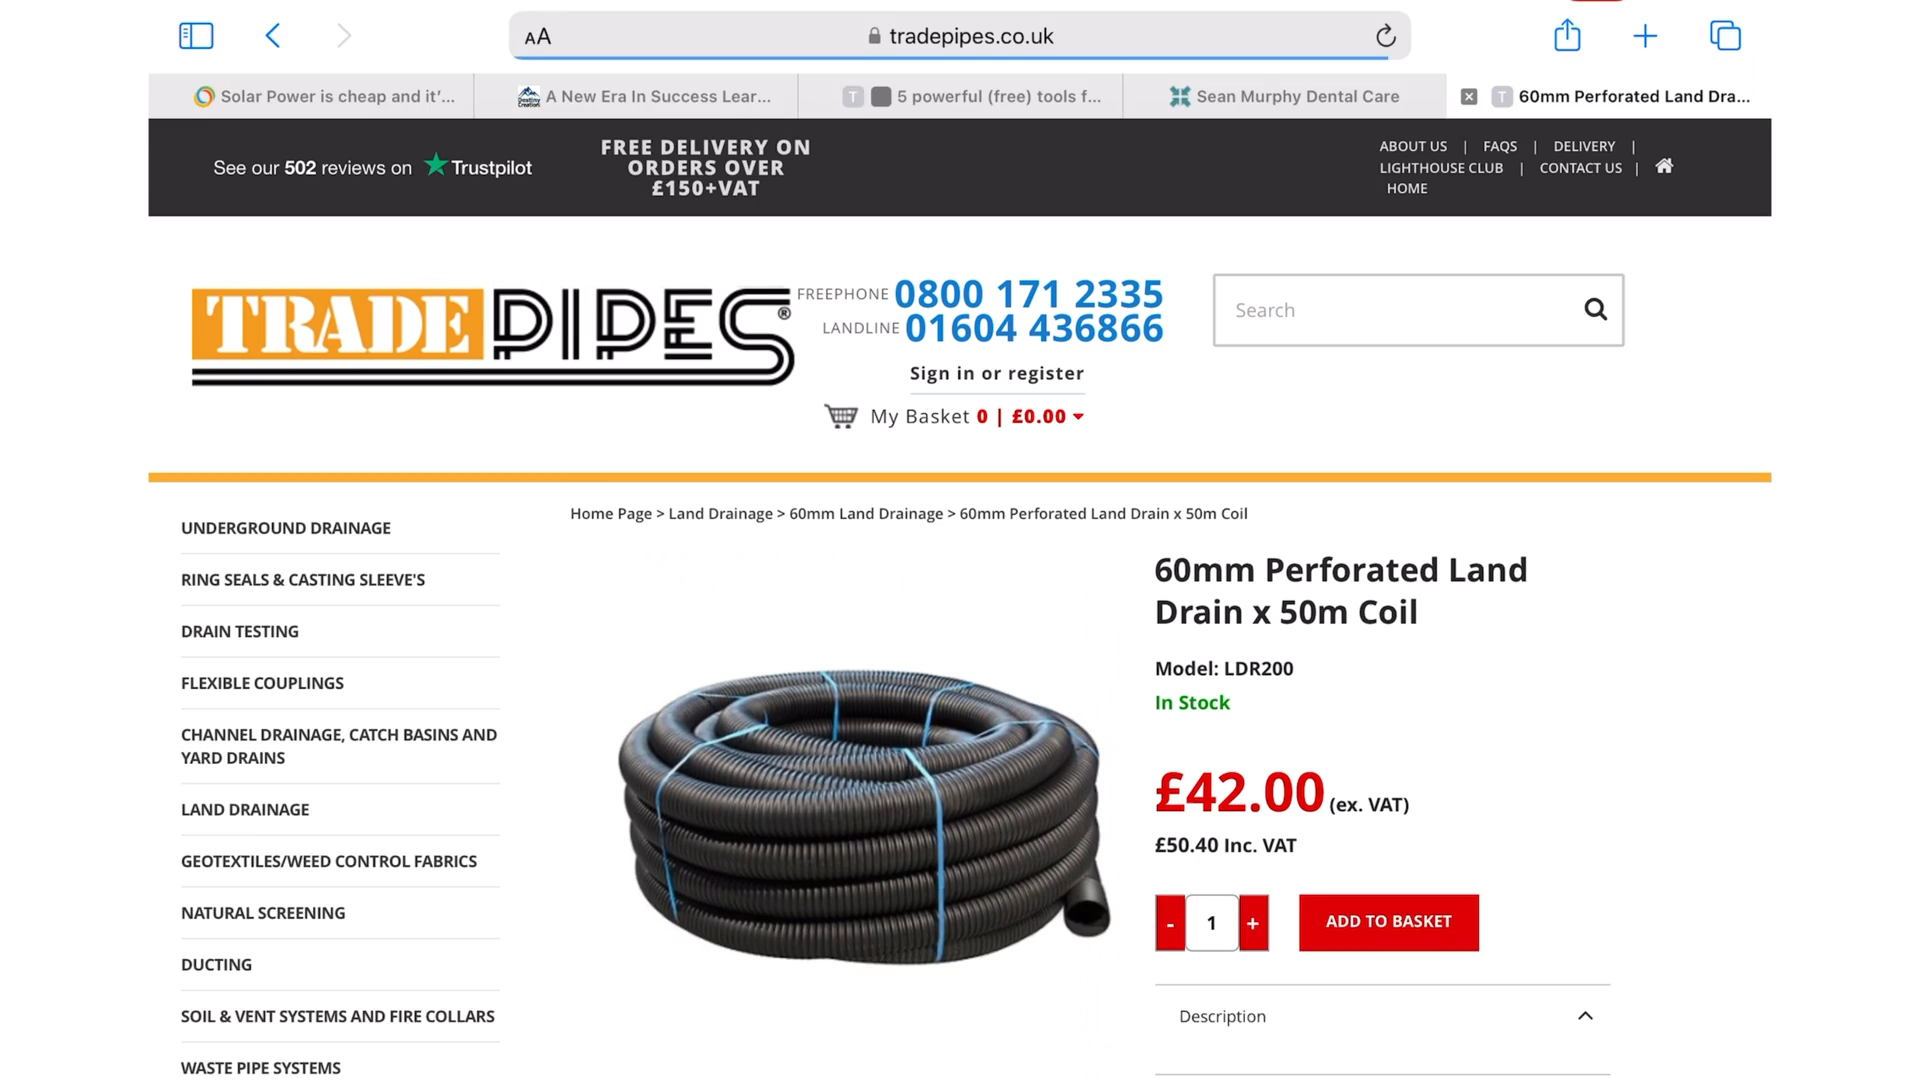 AA
tradepipes.co.uk
Solar Power is cheap and it’...
A New Era In Success Lear...
T 5 powerful (free) tools f...
Sean Murphy Dental Care
T 60mm Perforated Land Dra...
See our 502 reviews on Trustpilot
FREE DELIVERY ON
ORDERS OVER
£150+VAT
ABOUT US | FAQS | DELIVERY |
LIGHTHOUSE CLUB | CONTACT US |
HOME
TRADE PIPES®
FREEPHONE 0800 171 2335
LANDLINE 01604 436866
Sign in or register
My Basket 0 | £0.00
Search
UNDERGROUND DRAINAGE
RING SEALS & CASTING SLEEVE'S
DRAIN TESTING
FLEXIBLE COUPLINGS
CHANNEL DRAINAGE, CATCH BASINS AND
YARD DRAINS
LAND DRAINAGE
GEOTEXTILES/WEED CONTROL FABRICS
NATURAL SCREENING
DUCTING
SOIL & VENT SYSTEMS AND FIRE COLLARS
WASTE PIPE SYSTEMS
Home Page > Land Drainage > 60mm Land Drainage > 60mm Perforated Land Drain x 50m Coil
60mm Perforated Land
Drain x 50m Coil
Model: LDR200
In Stock
£42.00 (ex. VAT)
£50.40 Inc. VAT
- 1 +
ADD TO BASKET
Description